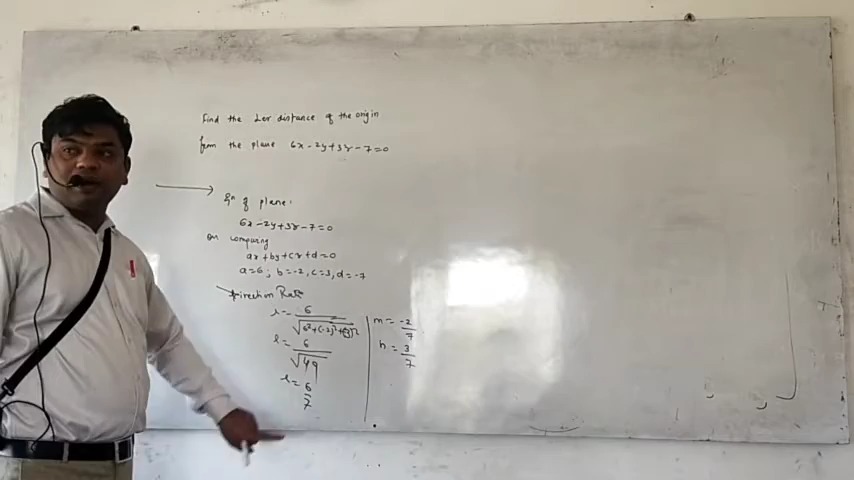 Find the Ler distance of the origin
from the plane 6x-2y+3z-7=0
Eqn of plane:
6x-2y+3z-7=0
On comparing
ax+by+cz+d=0
a=6; b=-2, c=3, d=-7
Direction Rate
l = 6/√6²+(-2)²+(3)²
l = 6/√49
l = 6/7
m = -2/7
n = 3/7